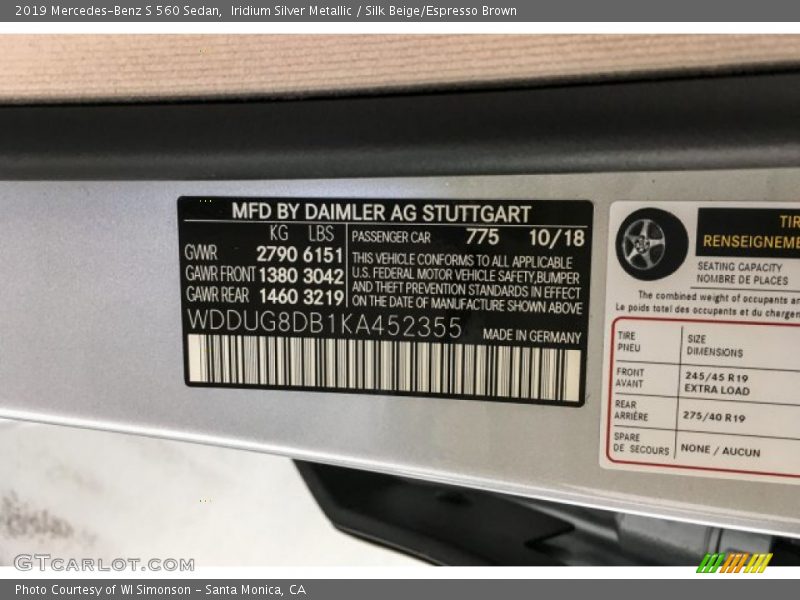 2019 Mercedes-Benz S 560 Sedan, Iridium Silver Metallic / Silk Beige/Espresso Brown
MFD BY DAIMLER AG STUTTGART
KG LBS
GVWR 2790 6151
GAWR FRONT 1380 3042
GAWR REAR 1460 3219
PASSENGER CAR 775 10/18
THIS VEHICLE CONFORMS TO ALL APPLICABLE
U.S. FEDERAL MOTOR VEHICLE SAFETY,BUMPER
AND THEFT PREVENTION STANDARDS IN EFFECT
ON THE DATE OF MANUFACTURE SHOWN ABOVE
WDDUG8DB1KA452355
MADE IN GERMANY
TIR
RENSEIGNEME
SEATING CAPACITY
NOMBRE DE PLACES
The combined weight of occupants an
Le poids total des occupants et du chargem
TIRE
PNEU
SIZE
DIMENSIONS
FRONT
AVANT
245/45 R19
EXTRA LOAD
REAR
ARRIÈRE
275/40 R19
SPARE
DE SECOURS
NONE / AUCUN
GTCARLOT.COM
Photo Courtesy of WI Simonson - Santa Monica, CA